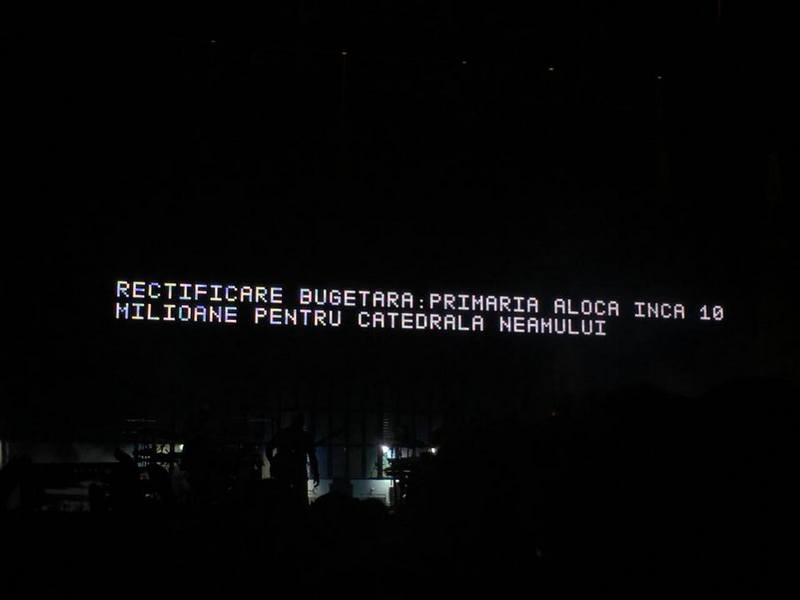 RECTIFICARE BUGETARA:PRIMARIA ALOCA INCA 10
MILIOANE PENTRU CATEDRALA NEAMULUI